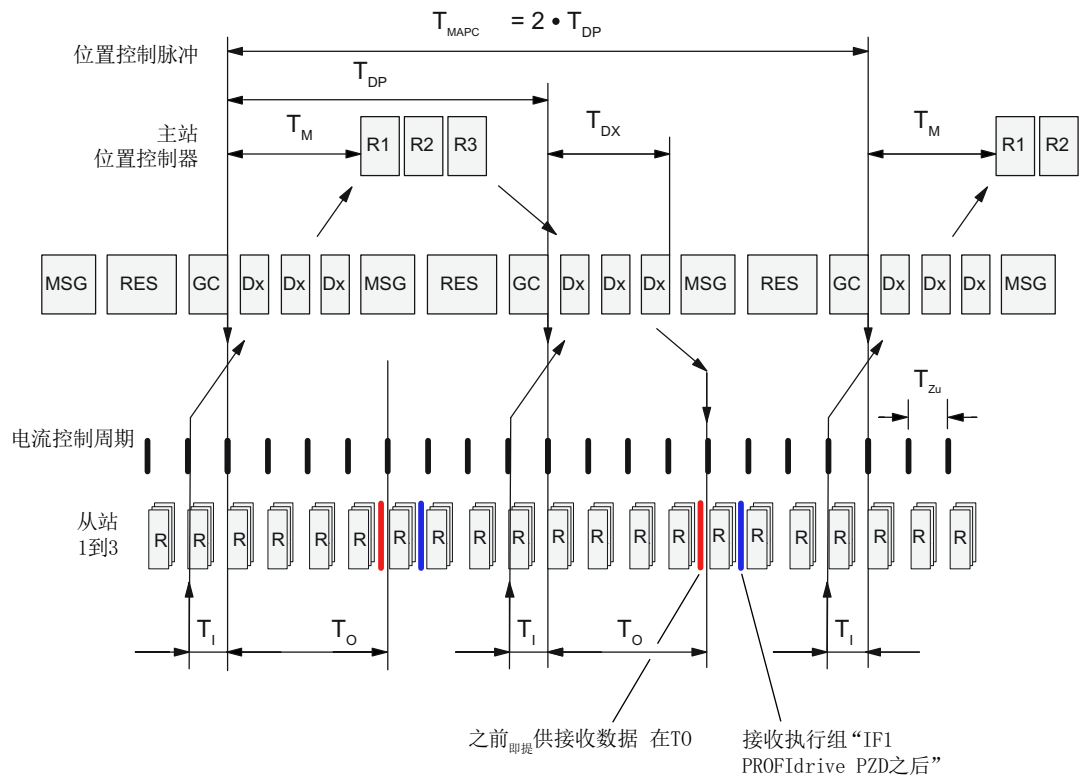 T_MAPC = 2 • T_DP
位置控制脉冲
T_DP
主站
位置控制器
T_M
R1 R2 R3
T_DX
T_M
R1 R2
MSG RES GC Dx Dx Dx MSG RES GC Dx Dx Dx MSG RES GC Dx Dx Dx MSG
T_Zu
电流控制周期
从站
1到3
R R R R R R R R R R R R R R R R R R R R R
T_I T_O T_I T_O T_I
之前即提供接收数据 在TO
接收执行组“IF1
PROFIdrive PZD之后”